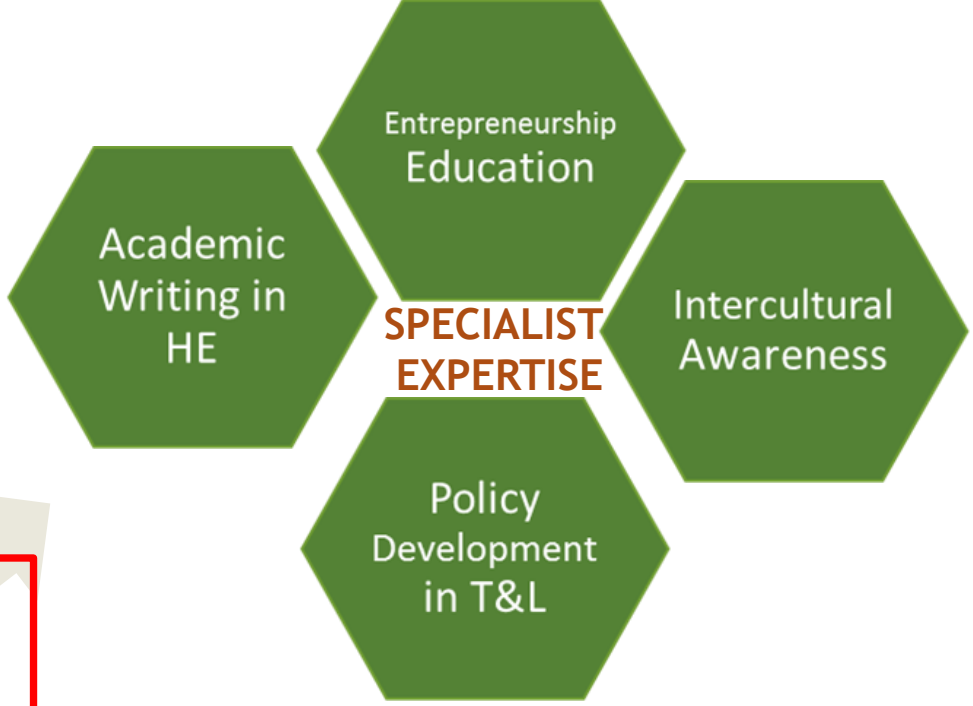 Entrepreneurship
Education
Academic
Writing in
HE
SPECIALIST
EXPERTISE
Intercultural
Awareness
Policy
Development
in T&L